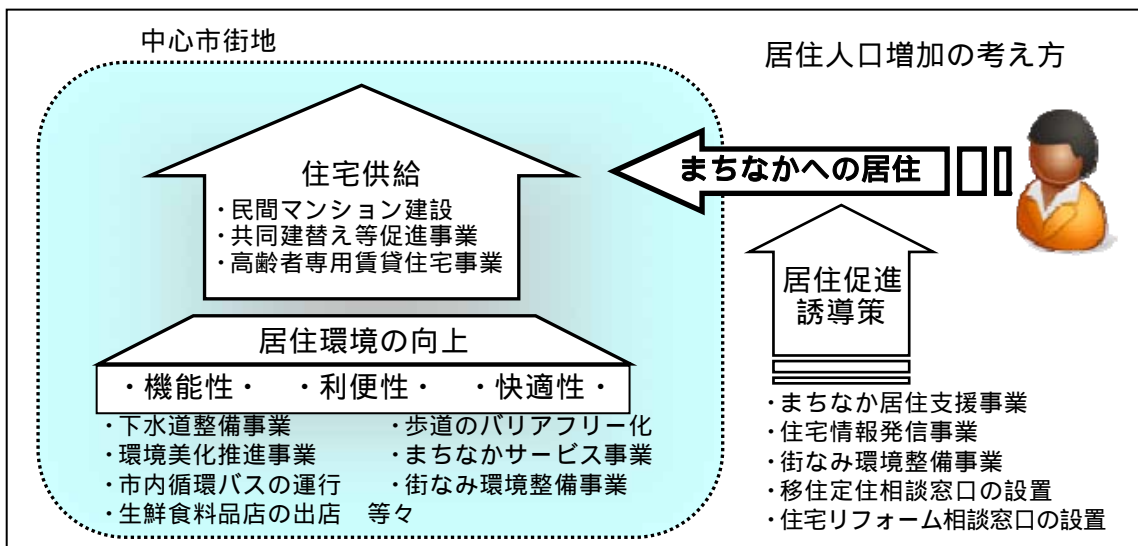 中心市街地
居住人口増加の考え方
住宅供給
・民間マンション建設
・共同建替え等促進事業
・高齢者専用賃貸住宅事業
まちなかへの居住
居住促進
誘導策
居住環境の向上
・機能性・ ・利便性・ ・快適性・
・下水道整備事業 ・歩道のバリアフリー化
・環境美化推進事業 ・まちなかサービス事業
・市内循環バスの運行 ・街なみ環境整備事業
・生鮮食料品店の出店 等々
・まちなか居住支援事業
・住宅情報発信事業
・街なみ環境整備事業
・移住定住相談窓口の設置
・住宅リフォーム相談窓口の設置